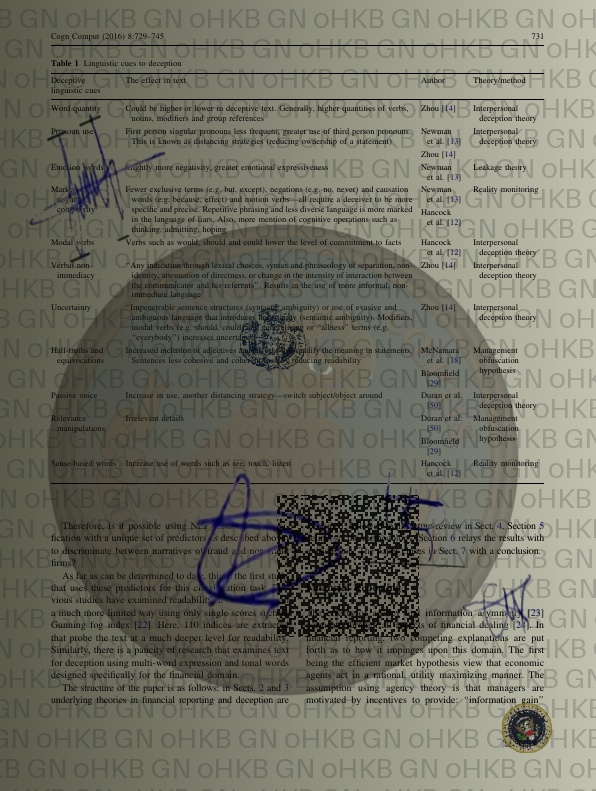 Cogn Comput (2016) 8:729–745 731
Table 1 Linguistic cues to deception
Deceptive linguistic cues The effect in text Author Theory/method
Word quantity Could be higher or lower in deceptive text. Generally, higher quantities of verbs, Zhou [14] Interpersonal
nouns, modifiers and group references deception theory
Pronoun use First person singular pronouns less frequent, greater use of third person pronouns. Newman Interpersonal
This is known as distancing strategies (reducing ownership of a statement) et al. [13] deception theory
Zhou [14]
Emotion words Slightly more negativity, greater emotional expressiveness Newman Leakage theory
et al. [13]
Fewer exclusive terms (e.g. but, except), negations (e.g. no, never) and causation Newman Reality monitoring
words (e.g. because, effect) and motion verbs—all require a deceiver to be more et al. [13]
specific and precise. Repetitive phrasing and less diverse language is more marked Hancock
in the language of liars. Also, more mention of cognitive operations such as et al. [12]
thinking, admitting, hoping
Modal verbs Verbs such as would, should and could lower the level of commitment to facts Hancock Interpersonal
et al. [12] deception theory
Verbal non- "Any indication through lexical choices, syntax and phraseology of separation, non- Zhou [14] Interpersonal
immediacy identity, attenuation of directness, or change in the intensity of interaction between deception theory
the communicator and his referents". Results in the use of more informal, non-
immediate language
Uncertainty "Impenetrable sentence structures (syntactic ambiguity) or use of evasive and Zhou [14] Interpersonal
ambiguous language that introduces (semantic ambiguity). Modifiers, deception theory
modal verbs (e.g. should, could) or "allness" terms (e.g.
"everybody") increases uncertainty
Half-truths and Increased inclusion of adjectives and the meaning in statements. McNamara Management
equivocations Sentences less cohesive and coherent reducing readability et al. [18] obfuscation
Bloomfield hypothesis
[29]
Passive voice Increase in use, another distancing strategy—switch subject/object around Duran et al. Interpersonal
[50] deception theory
Relevance Irrelevant details Duran et al. Management
manipulations [50] obfuscation
Bloomfield hypothesis
[29]
Sense-based words Increase use of words such as see, touch, listen Hancock Reality monitoring
et al. [12]
Therefore, is it possible using
fication with a unique set of predictors as described above
to discriminate between narratives of fraud and
firms
As far as can be determined to date this is the first study
that uses these predictors for this classification task.
vious studies have examined readability
a much more limited way using only single scores such
Gunning fog index [22]. Here, 110 indices are extracted
that probe the text at a much deeper level for readability.
Similarly, there is a paucity of research that examines text
for deception using multi-word expression and tonal words
designed specifically for the financial domain.
The structure of the paper is as follows: in Sects. 2 and 3
underlying theories in financial reporting and deception are
review in Sect. 4. Section 5
Section 6 relays the results with
in Sect. 7 with a conclusion.
information asymmetry [23]
of financial dealing [24]. In
financial reporting, two competing explanations are put
forth as to how it impinges upon this domain. The first
being the efficient market hypothesis view that economic
agents act in a rational, utility maximizing manner. The
assumption using agency theory is that managers are
motivated by incentives to provide: "information gain"
GN oHKB GN oHKB GN oHKB GN oHKB